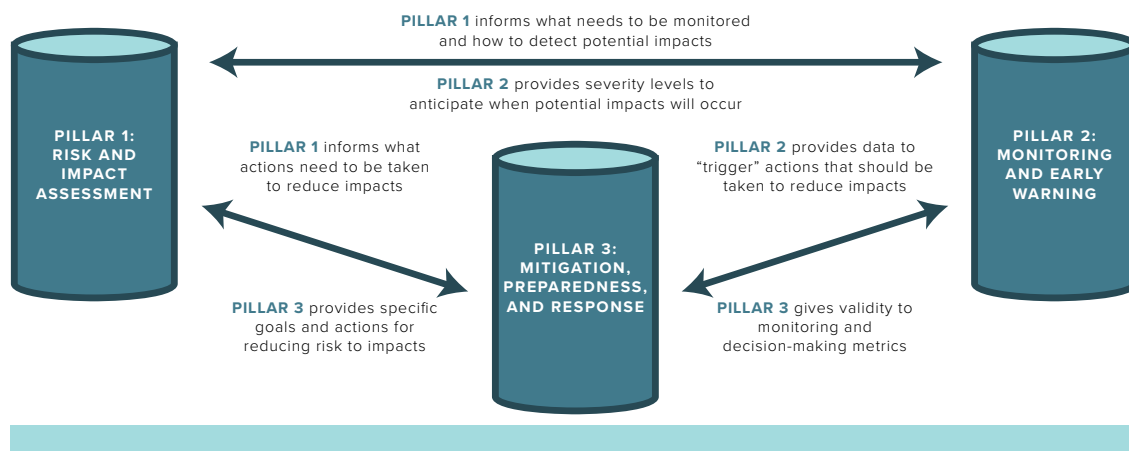 PILLAR 1 informs what needs to be monitored
and how to detect potential impacts
PILLAR 2 provides severity levels to
anticipate when potential impacts will occur
PILLAR 1:
RISK AND
IMPACT
ASSESSMENT
PILLAR 1 informs what
actions need to be taken
to reduce impacts
PILLAR 2 provides data to
“trigger” actions that should be
taken to reduce impacts
PILLAR 2:
MONITORING
AND EARLY
WARNING
PILLAR 3:
MITIGATION,
PREPAREDNESS,
AND RESPONSE
PILLAR 3 provides specific
goals and actions for
reducing risk to impacts
PILLAR 3 gives validity to
monitoring and
decision-making metrics